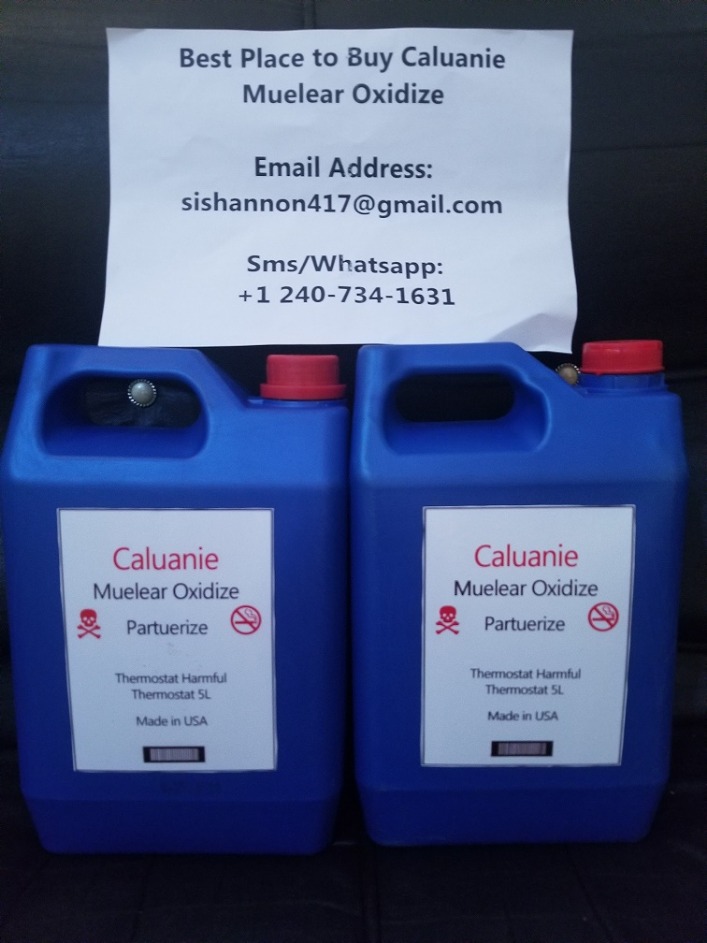 Best Place to Buy Caluanie
Muelear Oxidize
Email Address:
sishannon417@gmail.com
Sms/Whatsapp:
+1 240-734-1631
Caluanie
Muelear Oxidize
Partuerize
Thermostat Harmful
Thermostat 5L
Made in USA
Caluanie
Muelear Oxidize
Partuerize
Thermostat Harmful
Thermostat 5L
Made in USA